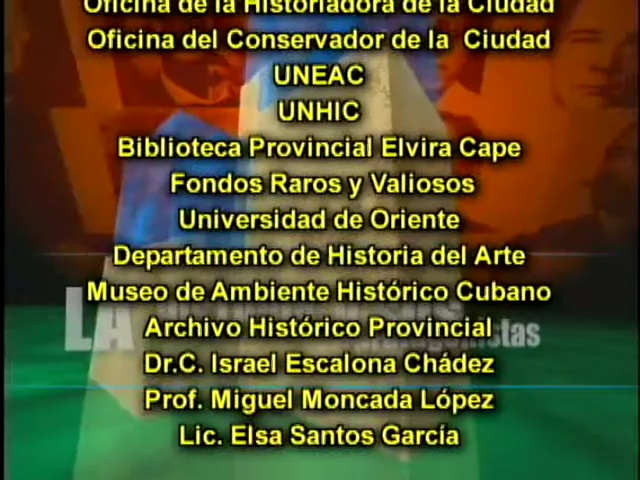 Oficina de la Historiadora de la Ciudad
Oficina del Conservador de la Ciudad
UNEAC
UNHIC
Biblioteca Provincial Elvira Cape
Fondos Raros y Valiosos
Universidad de Oriente
Departamento de Historia del Arte
Museo de Ambiente Histórico Cubano
LA
Archivo Histórico Provincial
protagonistas
Dr.C. Israel Escalona Chádez
Prof. Miguel Moncada López
Lic. Elsa Santos García